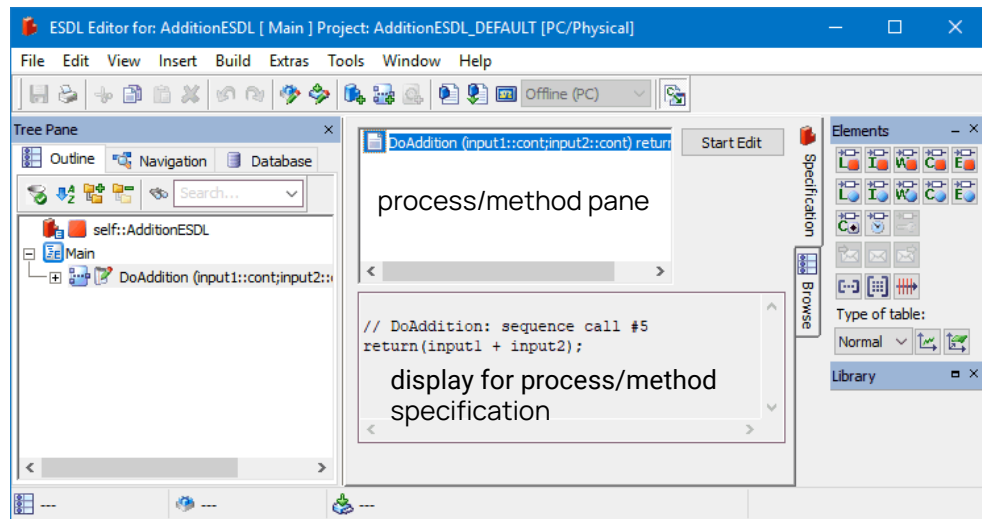 ESDL Editor for: AdditionESDL [ Main ] Project: AdditionESDL_DEFAULT [PC/Physical]
File Edit View Insert Build Extras Tools Window Help
Offline (PC)
Tree Pane
Outline Navigation Database
Search...
self::AdditionESDL
Main
DoAddition (input1::cont;input2::
DoAddition (input1::cont;input2::cont) return
Start Edit
process/method pane
// DoAddition: sequence call #5
return(input1 + input2);
display for process/method
specification
Specification
Browse
Elements
L I W C E
L I W C E
C
Type of table:
Normal
Library
---
---
---